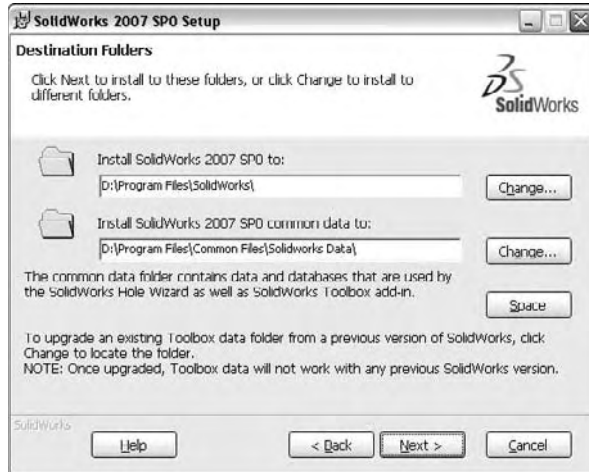 SolidWorks 2007 SP0 Setup
Destination Folders
Click Next to install to these folders, or click Change to install to
different folders.
SolidWorks
Install SolidWorks 2007 SP0 to:
D:\Program Files\SolidWorks\
Change...
Install SolidWorks 2007 SP0 common data to:
D:\Program Files\Common Files\Solidworks Data\
Change...
The common data folder contains data and databases that are used by
the SolidWorks Hole Wizard as well as SolidWorks Toolbox add-in.
Space
To upgrade an existing Toolbox data folder from a previous version of SolidWorks, click
Change to locate the folder.
NOTE: Once upgraded, Toolbox data will not work with any previous SolidWorks version.
SolidWorks
Help
< Back
Next >
Cancel